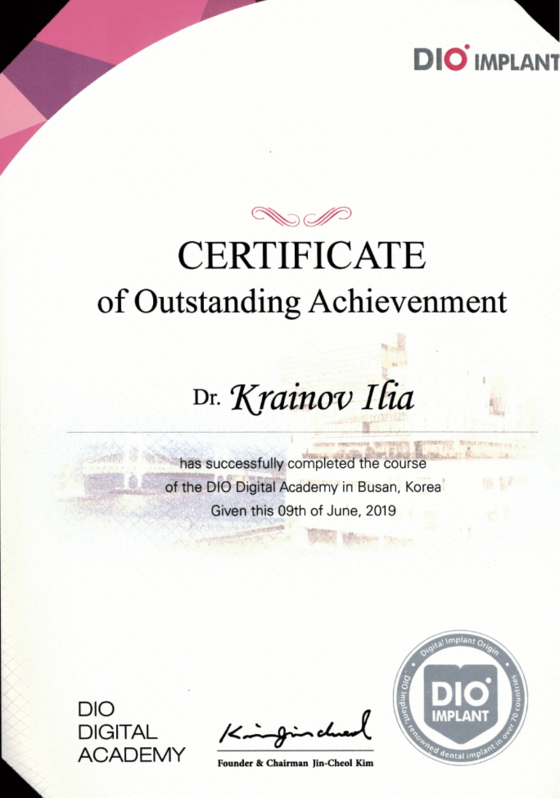 DIO IMPLANT
CERTIFICATE
of Outstanding Achievenment
Dr. Krainov Ilia
has successfully completed the course
of the DIO Digital Academy in Busan, Korea
Given this 09th of June, 2019
DIO
DIGITAL
ACADEMY
Kimjincheol
Founder & Chairman Jin-Cheol Kim
Digital Implant Origin
DIO
IMPLANT
DIO implant, renowned dental implant in over 70 countries